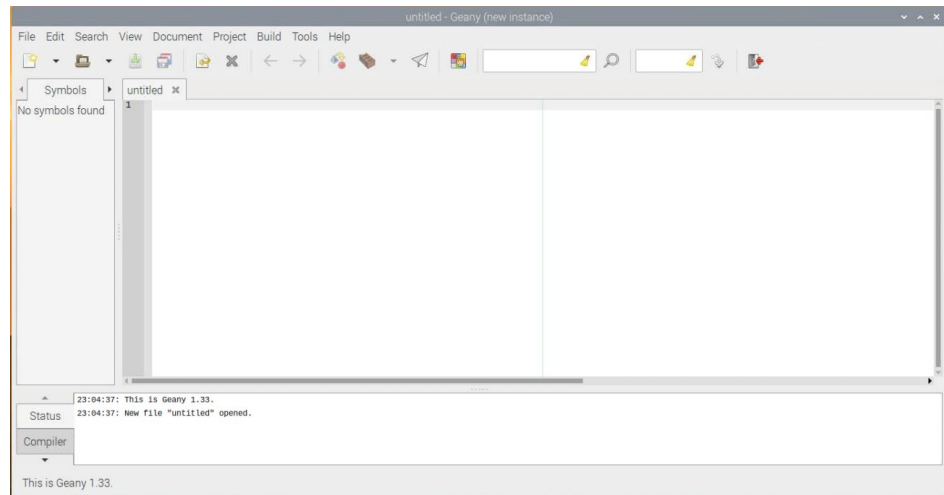 untitled - Geany (new instance)
File Edit Search View Document Project Build Tools Help
Symbols
untitled
No symbols found
1
23:04:37: This is Geany 1.33.
23:04:37: New file "untitled" opened.
Status
Compiler
This is Geany 1.33.